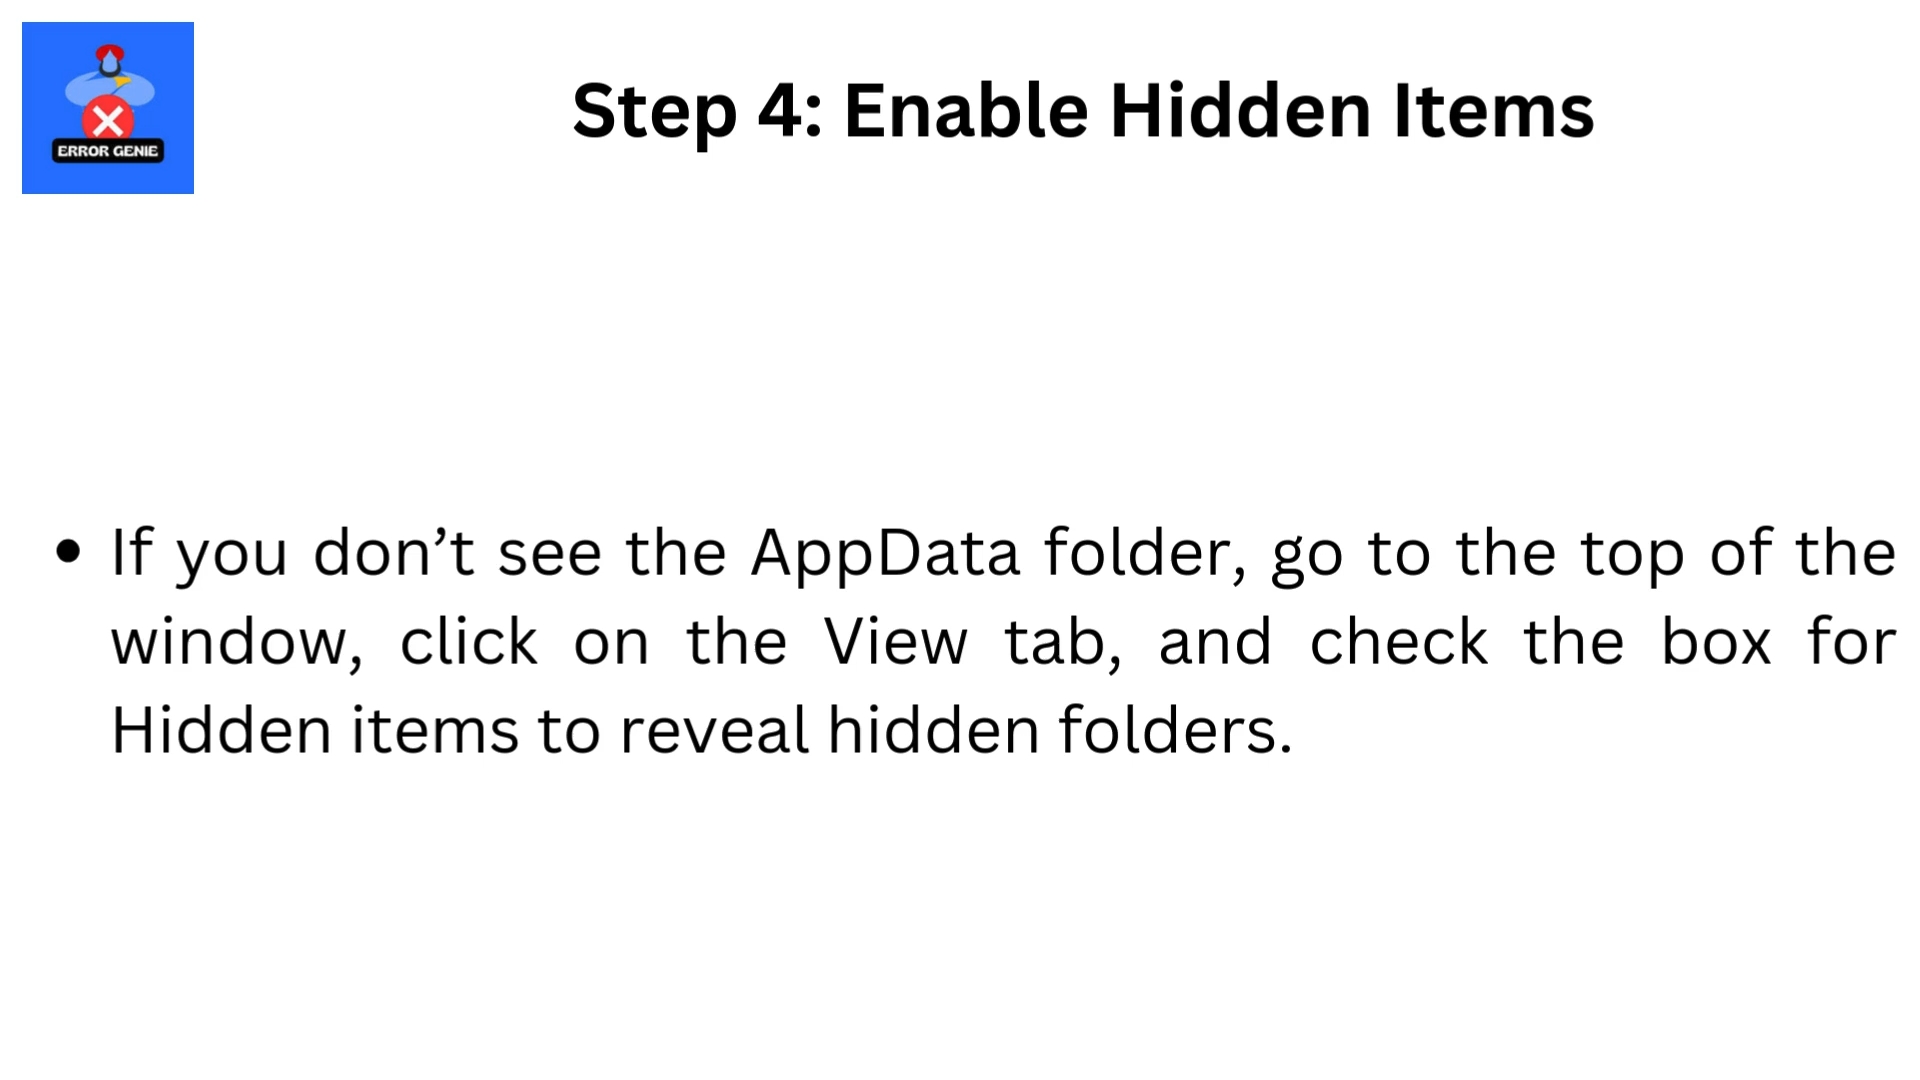 ERROR GENIE
Step 4: Enable Hidden Items
• If you don’t see the AppData folder, go to the top of the
window, click on the View tab, and check the box for
Hidden items to reveal hidden folders.